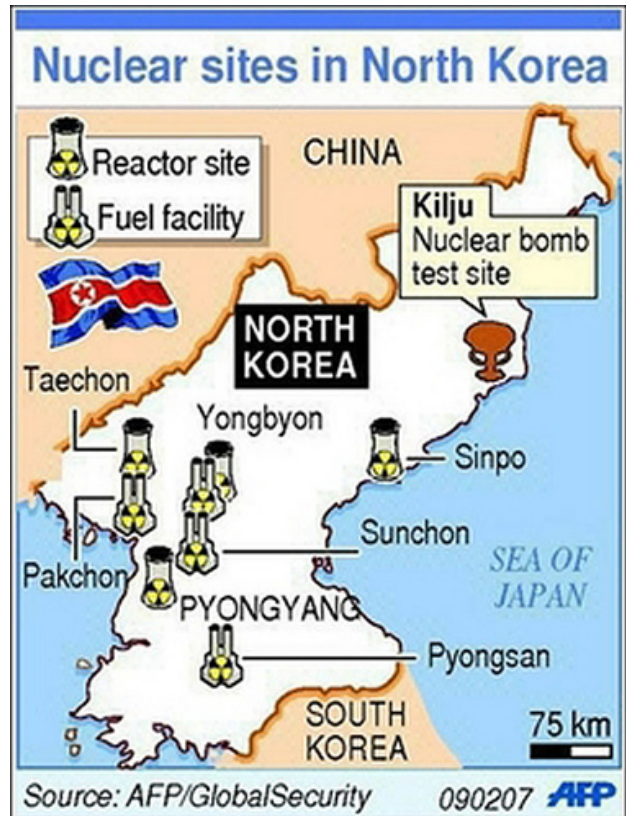 Nuclear sites in North Korea
Reactor site
Fuel facility
CHINA
Kilju
Nuclear bomb
test site
NORTH
KOREA
Taechon
Yongbyon
Sinpo
Sunchon
Pakchon
SEA OF
JAPAN
PYONGYANG
Pyongsan
SOUTH
KOREA
75 km
Source: AFP/GlobalSecurity
090207 AFP